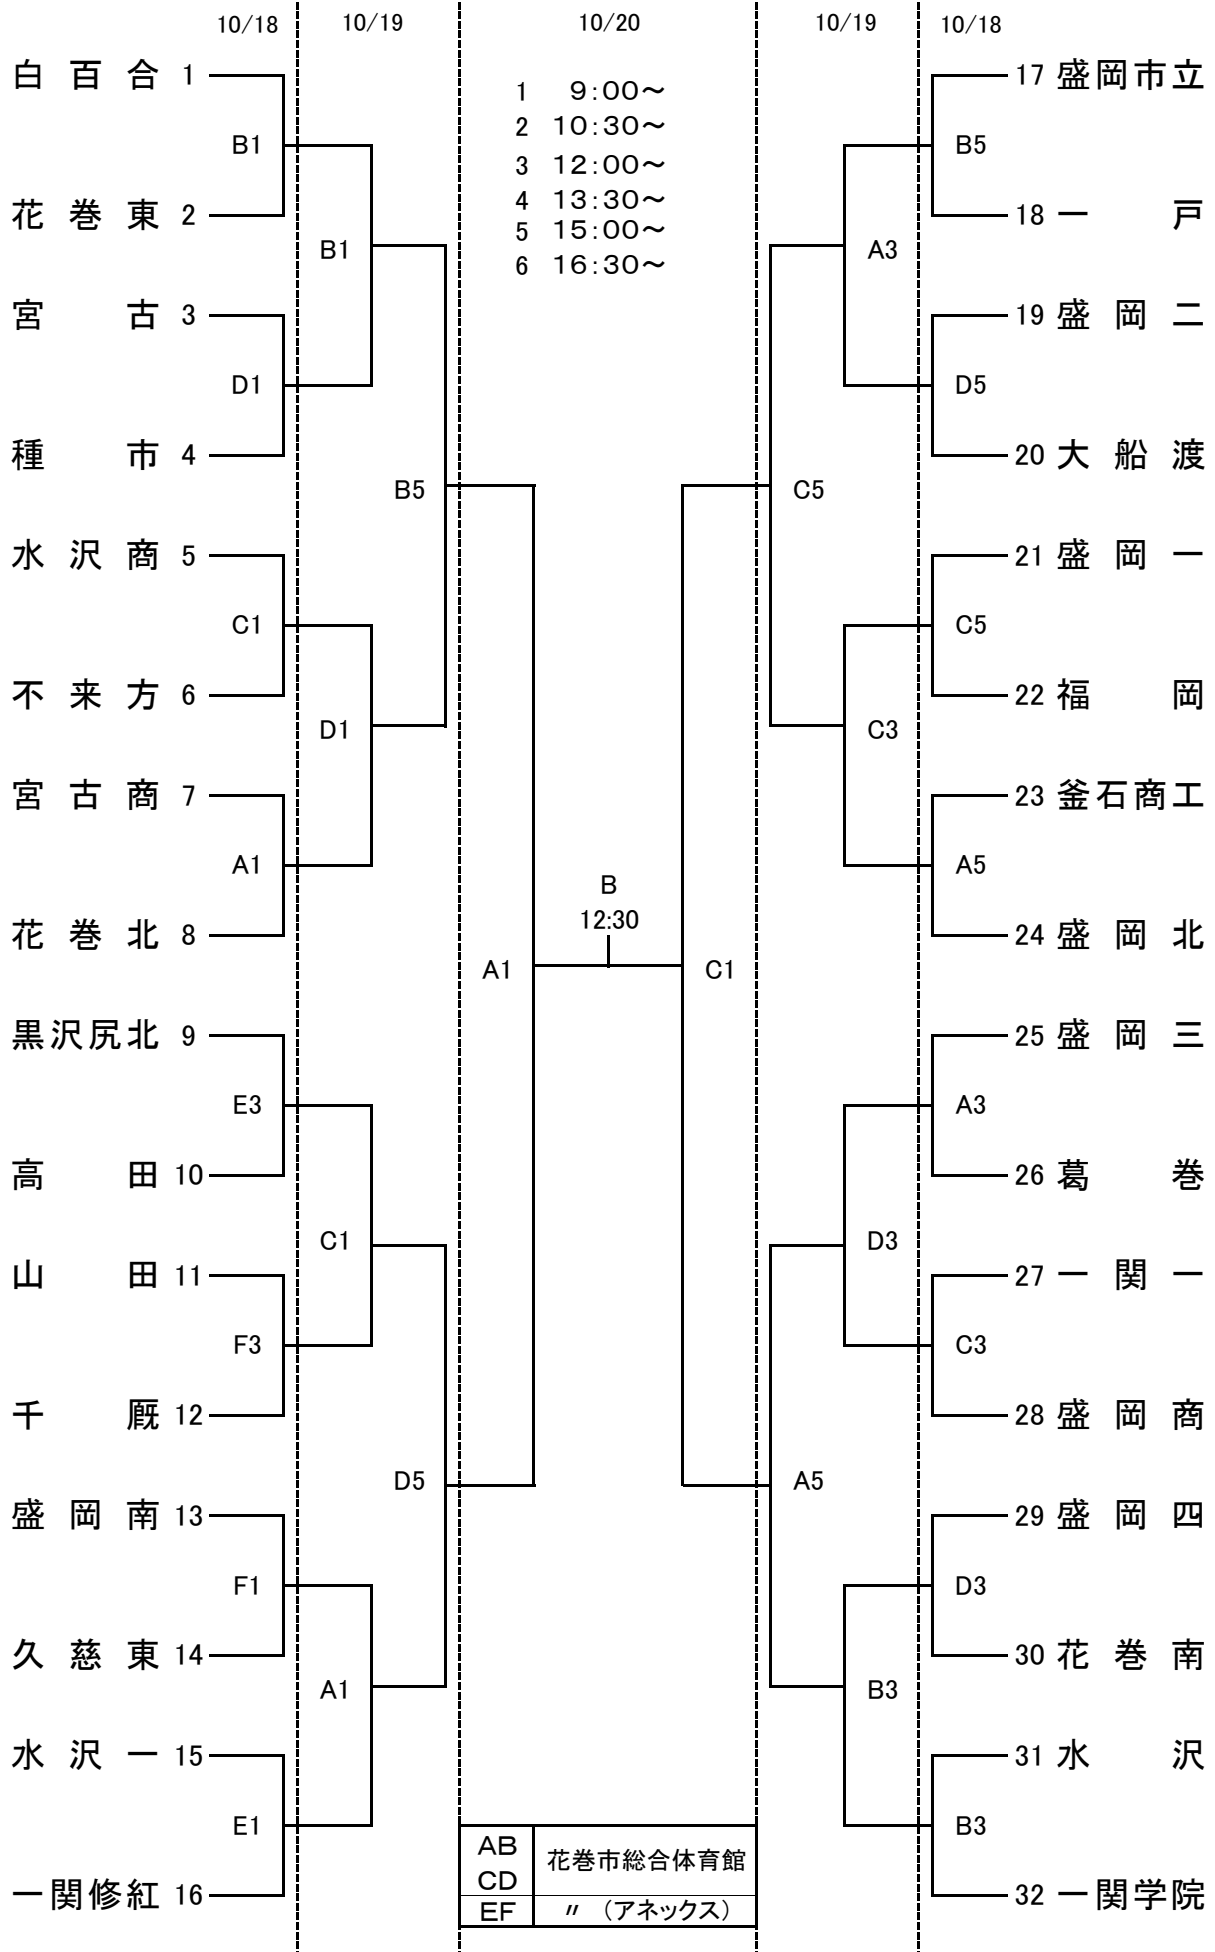 10/18 10/19 10/20 10/19 10/18
白百合 1 17 盛岡市立
1 9:00～
B1 2 10:30～ B5
3 12:00～
4 13:30～
花巻東 2 18 一戸
5 15:00～
B1 A3
6 16:30～
宮古 3 19 盛岡二
D1 D5
種市 4 20 大船渡
B5 C5
水沢商 5 21 盛岡一
C1 C5
不来方 6 22 福岡
D1 C3
宮古商 7 23 釜石商工
A1 A5
B
12:30
花巻北 8 24 盛岡北
A1 C1
黒沢尻北 9 25 盛岡三
E3 A3
高田 10 26 葛巻
C1 D3
山田 11 27 一関一
F3 C3
千厩 12 28 盛岡商
D5 A5
盛岡南 13 29 盛岡四
F1 D3
久慈東 14 30 花巻南
A1 B3
水沢一 15 31 水沢
E1 B3
AB
CD 花巻市総合体育館
一関修紅 16 32 一関学院
EF 〃 （アネックス）